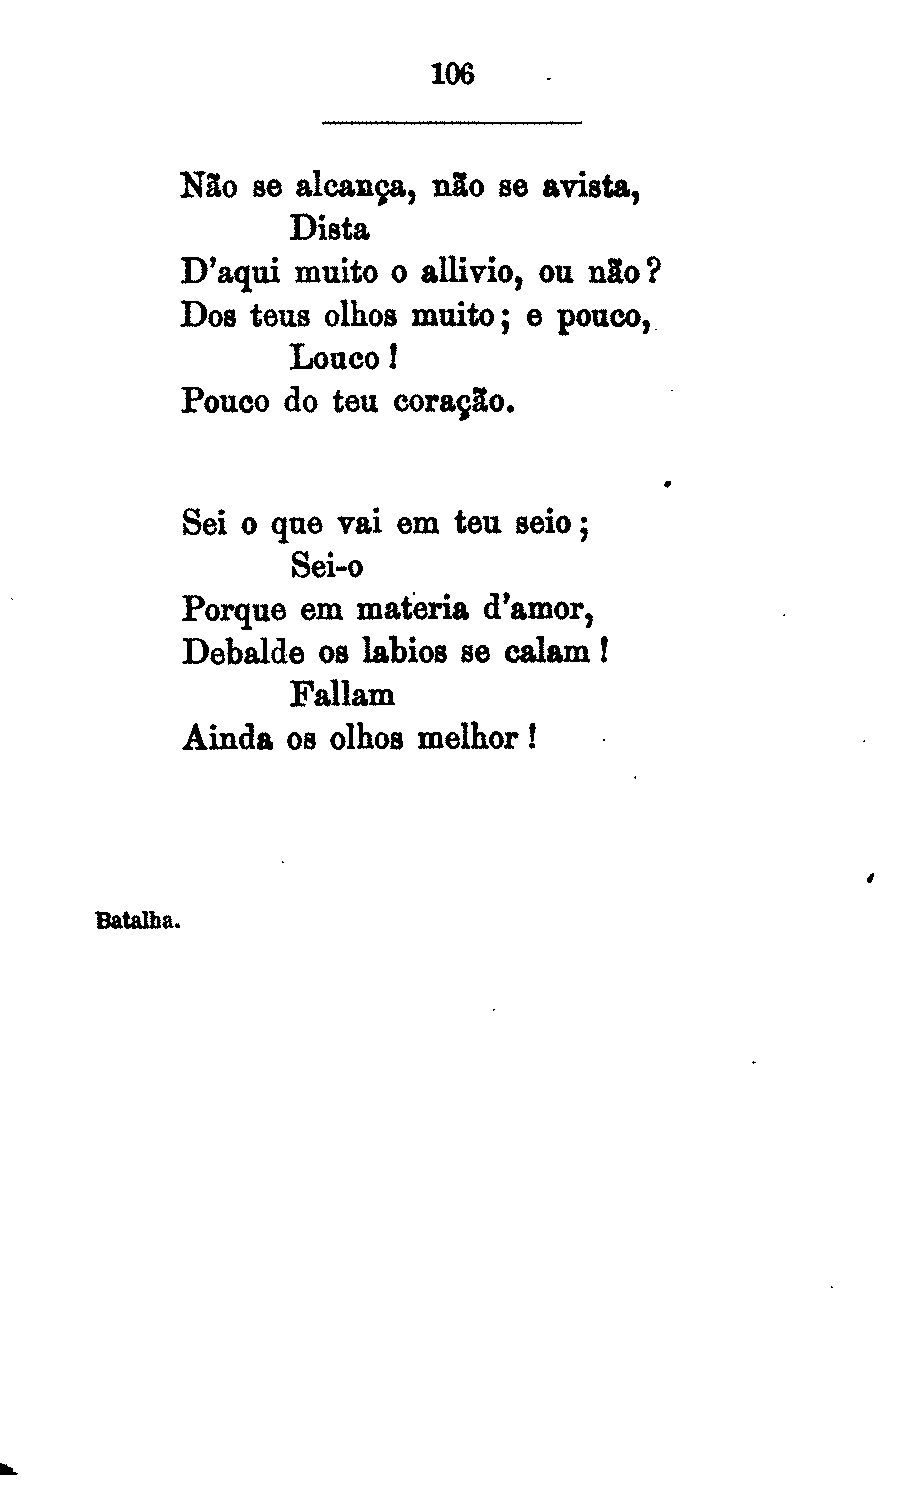 106
Não se alcança, não se avista,
Dista
D'aqui muito o allivio, ou não?
Dos teus olhos muito; e pouco,
Louco!
Pouco do teu coração.
Sei o que vai em teu seio;
Sei-o
Porque em materia d'amor,
Debalde os labios se calam!
Fallam
Ainda os olhos melhor!
Batalha.